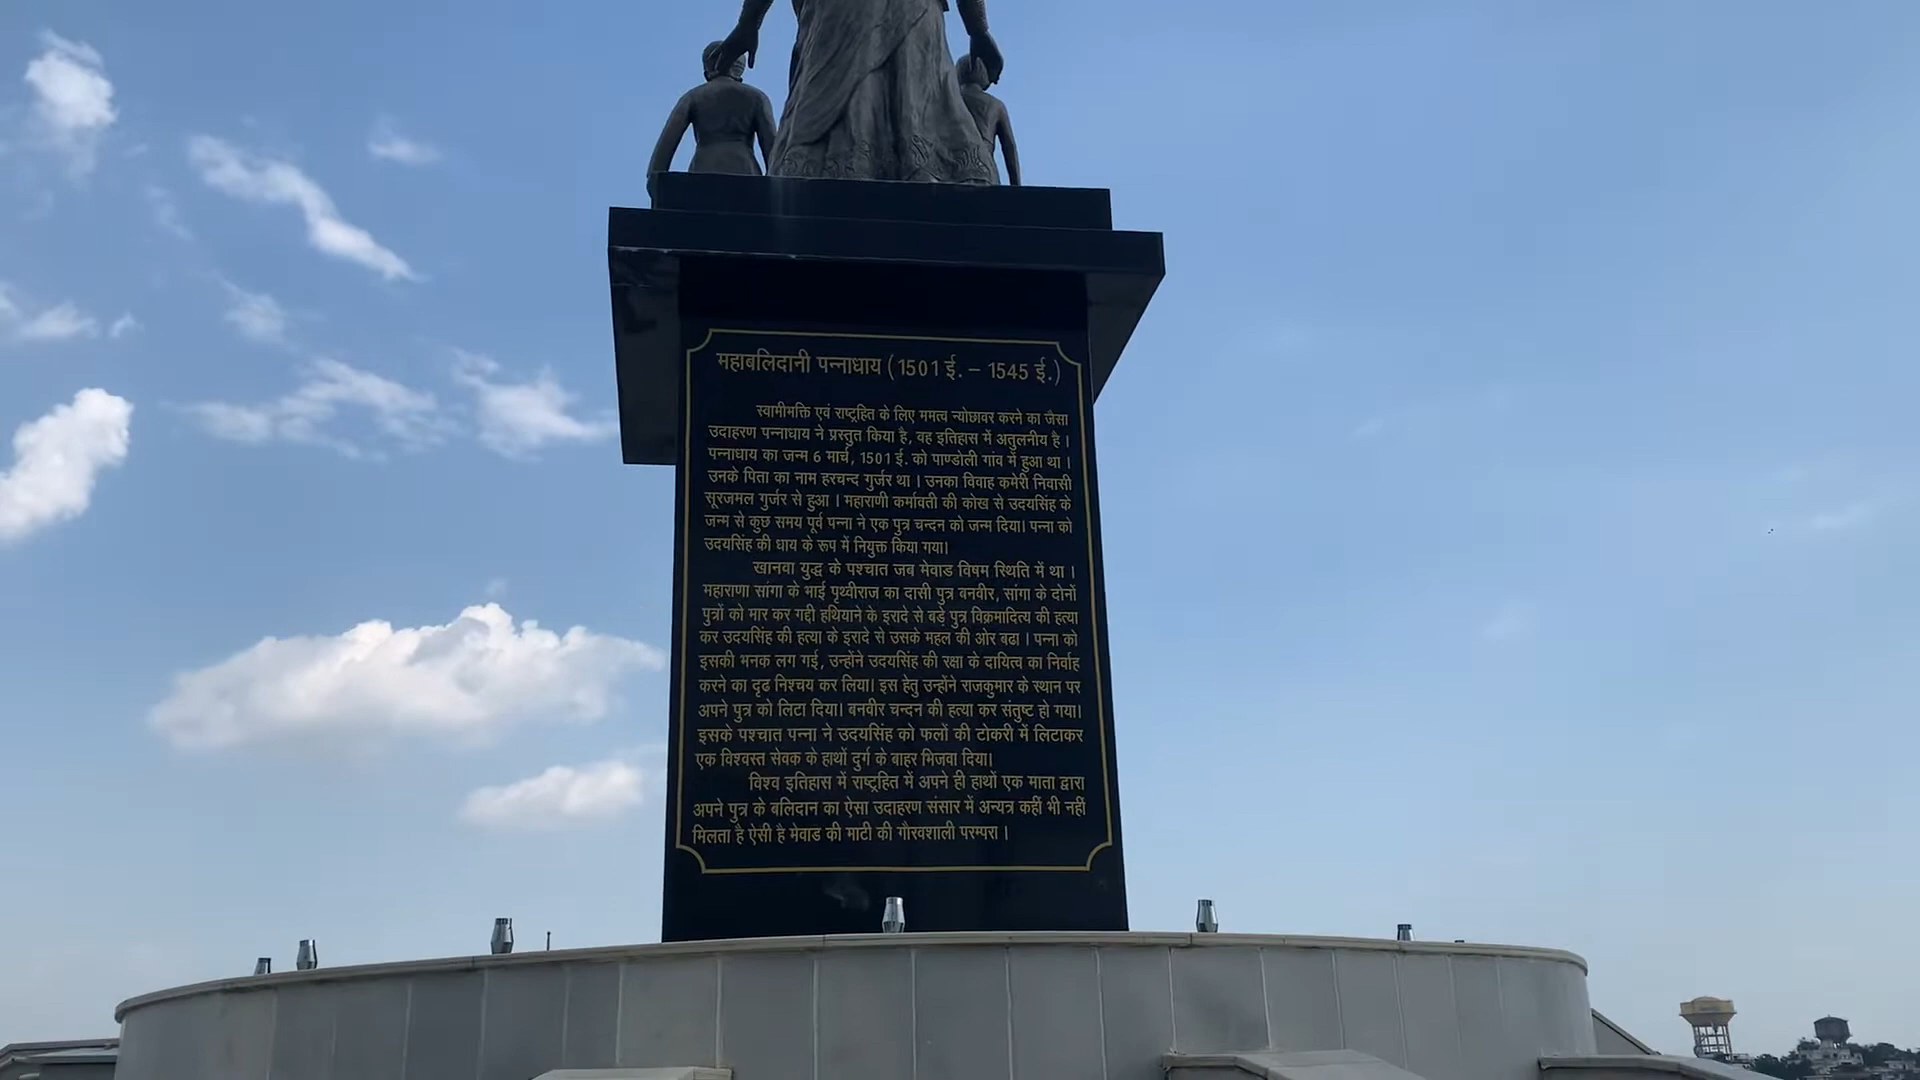 महाबलिदानी पन्नाधाय (1501 ई. – 1545 ई.)
स्वामीभक्ति एवं राष्ट्रहित के लिए ममत्व न्योछावर करने का जैसा
उदाहरण पन्नाधाय ने प्रस्तुत किया है, वह इतिहास में अतुलनीय है ।
पन्नाधाय का जन्म 6 मार्च, 1501 ई. को पाण्डोली गांव में हुआ था ।
उनके पिता का नाम हरचन्द गुर्जर था । उनका विवाह कमेरी निवासी
सूरजमल गुर्जर से हुआ । महाराणी कर्मावती की कोख से उदयसिंह के
जन्म से कुछ समय पूर्व पन्ना ने एक पुत्र चन्दन को जन्म दिया। पन्ना को
उदयसिंह की धाय के रूप में नियुक्त किया गया।
खानवा युद्ध के पश्चात जब मेवाड विषम स्थिति में था ।
महाराणा सांगा के भाई पृथ्वीराज का दासी पुत्र बनवीर, सांगा के दोनों
पुत्रों को मार कर गद्दी हथियाने के इरादे से बड़े पुत्र विक्रमादित्य की हत्या
कर उदयसिंह की हत्या के इरादे से उसके महल की ओर बढा । पन्ना को
इसकी भनक लग गई, उन्होंने उदयसिंह की रक्षा के दायित्व का निर्वाह
करने का दृढ निश्चय कर लिया। इस हेतु उन्होंने राजकुमार के स्थान पर
अपने पुत्र को लिटा दिया। बनवीर चन्दन की हत्या कर संतुष्ट हो गया।
इसके पश्चात पन्ना ने उदयसिंह को फलों की टोकरी में लिटाकर
एक विश्वस्त सेवक के हाथों दुर्ग के बाहर भिजवा दिया।
विश्व इतिहास में राष्ट्रहित में अपने ही हाथों एक माता द्वारा
अपने पुत्र के बलिदान का ऐसा उदाहरण संसार में अन्यत्र कहीं भी नहीं
मिलता है ऐसी है मेवाड की माटी की गौरवशाली परम्परा ।